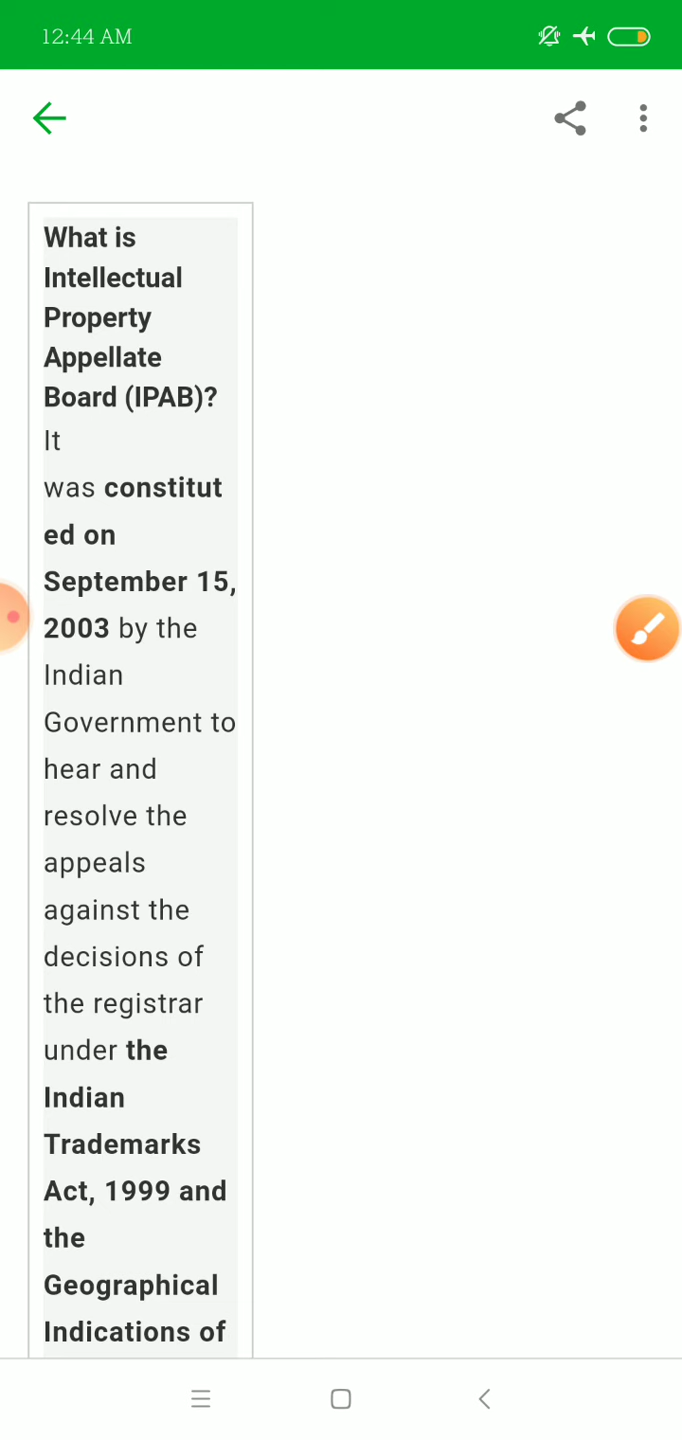 12:44 AM
What is
Intellectual
Property
Appellate
Board (IPAB)?
It
was constitut
ed on
September 15,
2003 by the
Indian
Government to
hear and
resolve the
appeals
against the
decisions of
the registrar
under the
Indian
Trademarks
Act, 1999 and
the
Geographical
Indications of